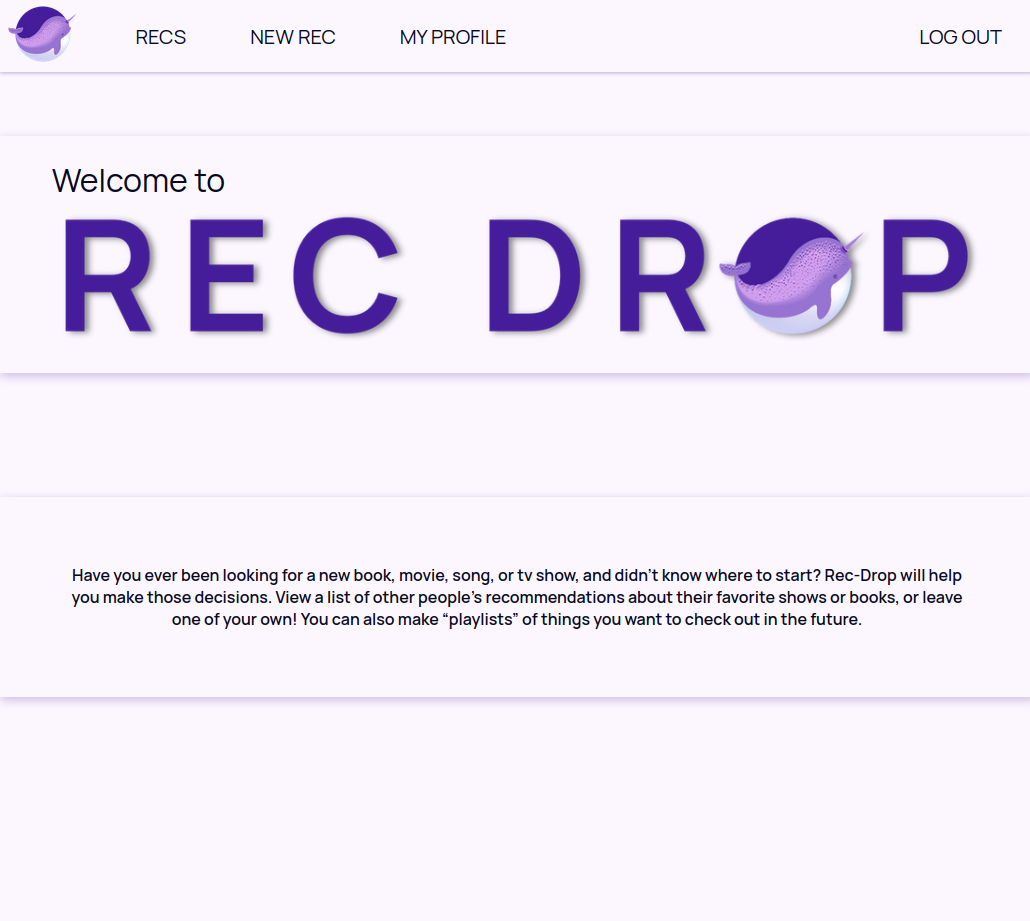 RECS
NEW REC
MY PROFILE
LOG OUT
Welcome to
REC DROP
Have you ever been looking for a new book, movie, song, or tv show, and didn’t know where to start? Rec-Drop will help
you make those decisions. View a list of other people’s recommendations about their favorite shows or books, or leave
one of your own! You can also make “playlists” of things you want to check out in the future.